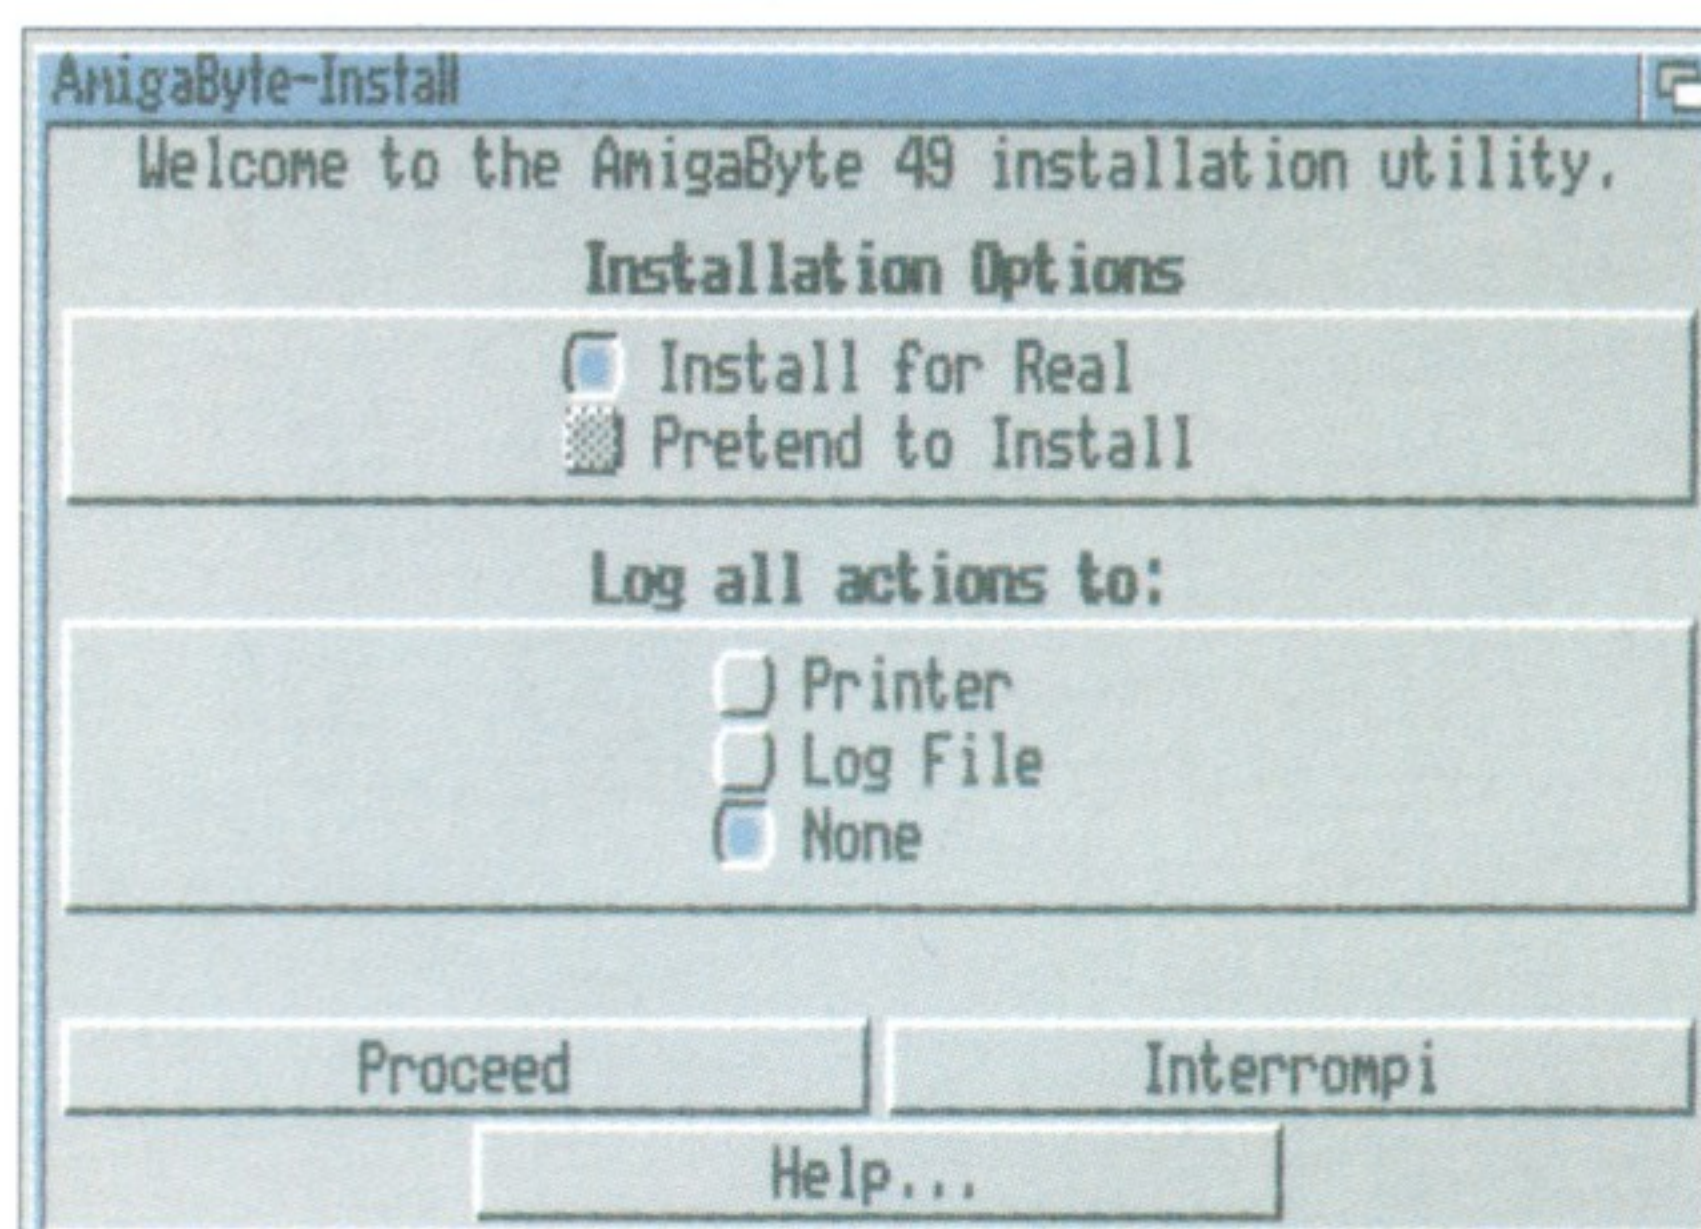 AmigaByte-Install
Welcome to the AmigaByte 49 installation utility.
Installation Options
Install for Real
Pretend to Install
Log all actions to:
Printer
Log File
None
Proceed
Interrompi
Help...